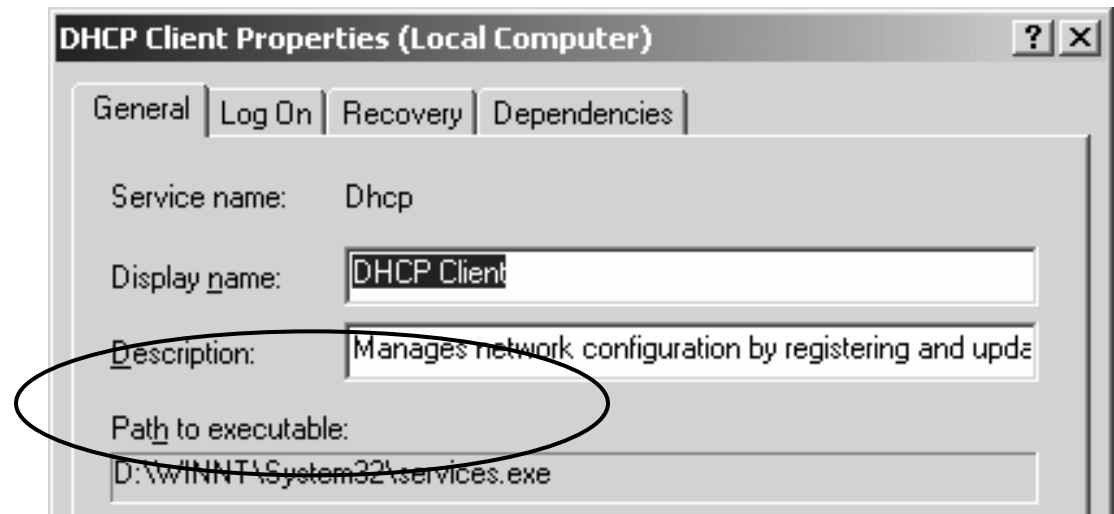 DHCP Client Properties (Local Computer)
General Log On Recovery Dependencies
Service name: Dhcp
Display name: DHCP Client
Description: Manages network configuration by registering and upda
Path to executable:
D:\WINNT\System32\services.exe